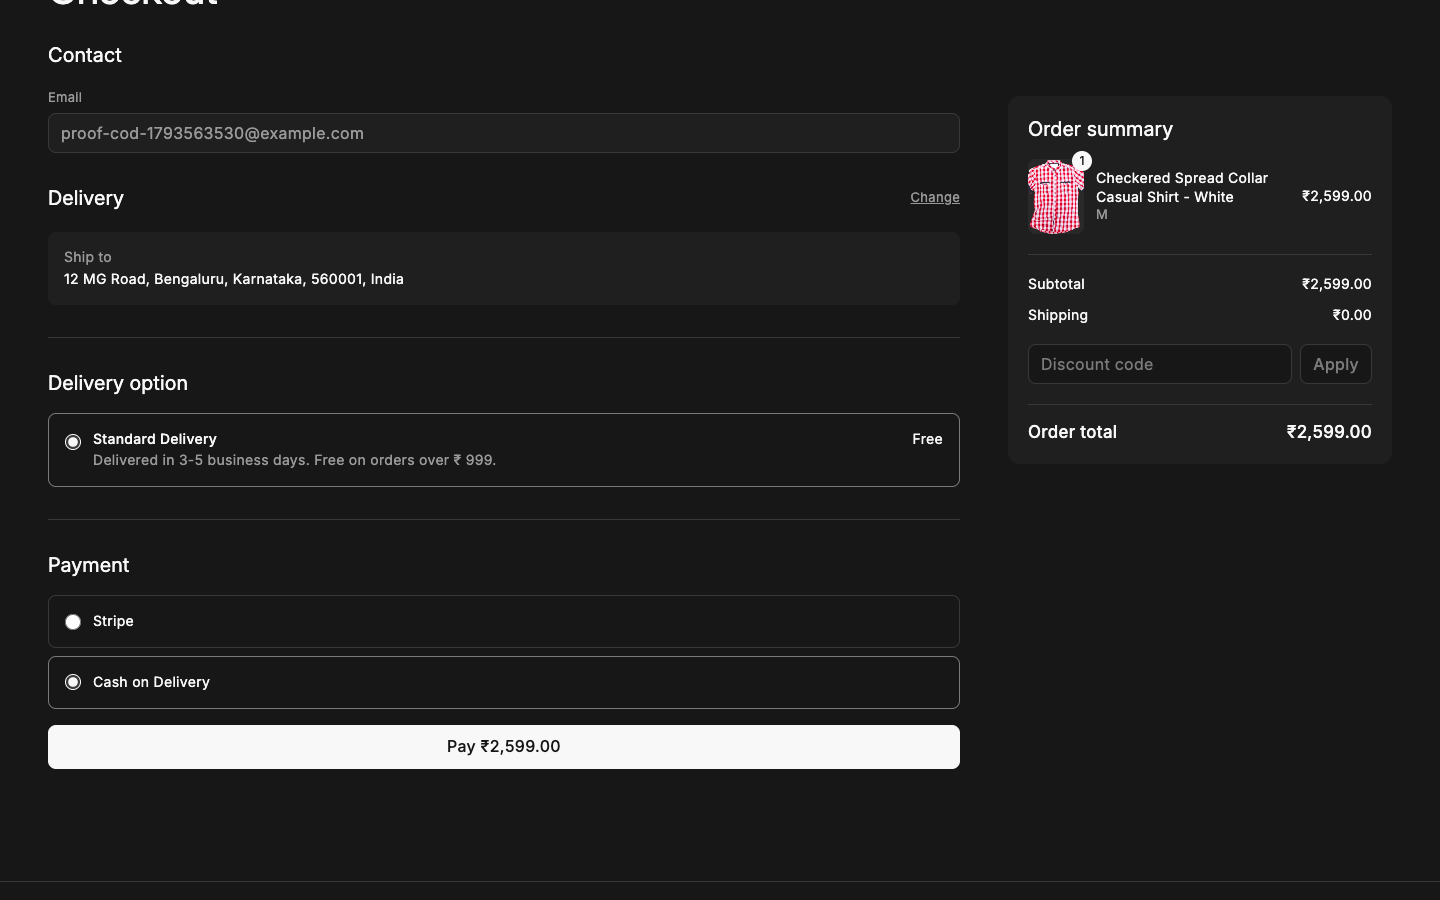 Checkout
Contact
Email
proof-cod-1793563530@example.com
Delivery
Change
Ship to
12 MG Road, Bengaluru, Karnataka, 560001, India
Delivery option
Standard Delivery
Free
Delivered in 3-5 business days. Free on orders over ₹ 999.
Payment
Stripe
Cash on Delivery
Pay ₹2,599.00
Order summary
1
Checkered Spread Collar
Casual Shirt - White
₹2,599.00
M
Subtotal
₹2,599.00
Shipping
₹0.00
Discount code
Apply
Order total
₹2,599.00